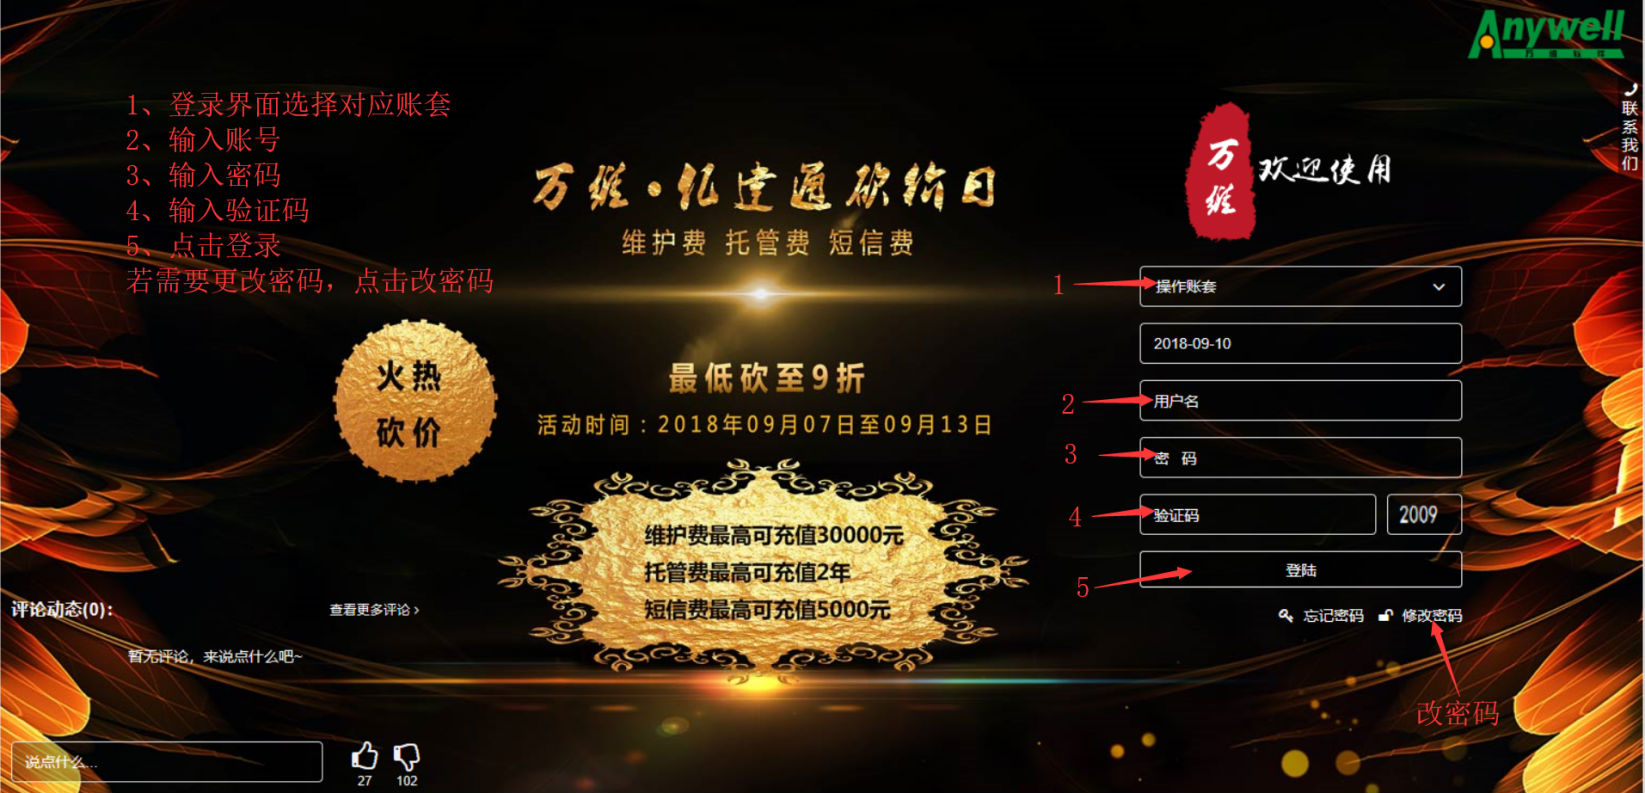 Anywell
联系我们
1、登录界面选择对应账套
2、输入账号
3、输入密码
4、输入验证码
5、点击登录
若需要更改密码，点击改密码
万维•亿达通砍价日
维护费 托管费 短信费
火热
砍价
最低砍至9折
活动时间：2018年09月07日至09月13日
维护费最高可充值30000元
托管费最高可充值2年
短信费最高可充值5000元
万维
欢迎使用
1
操作账套
2018-09-10
2
用户名
3
密 码
4
验证码
2009
5
登陆
忘记密码
修改密码
改密码
评论动态(0)：
查看更多评论 ›
暂无评论，来说点什么吧~
说点什么...
27
102